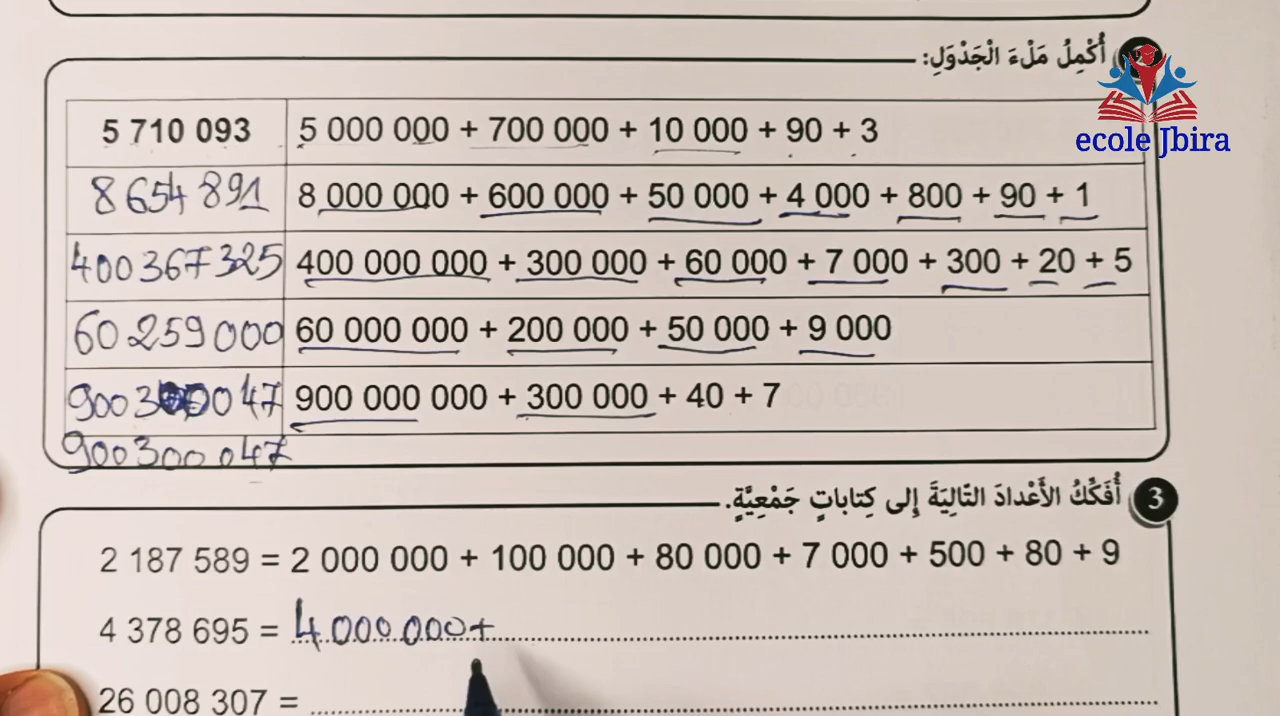 أُكْمِلُ مَلْءَ الْجَدْوَلِ:
ecole Jbira
5 710 093 5 000 000 + 700 000 + 10 000 + 90 + 3
8 654 891 8 000 000 + 600 000 + 50 000 + 4 000 + 800 + 90 + 1
400 367 325 400 000 000 + 300 000 + 60 000 + 7 000 + 300 + 20 + 5
60 259 000 60 000 000 + 200 000 + 50 000 + 9 000
900 3 047 900 000 000 + 300 000 + 40 + 7
900 300 047
3 أُفَكِّكُ الأَعْدادَ التّالِيَةَ إِلى كِتاباتٍ جَمْعِيَّةٍ.
2 187 589 = 2 000 000 + 100 000 + 80 000 + 7 000 + 500 + 80 + 9
4 378 695 = 4 000 000 +
26 008 307 =